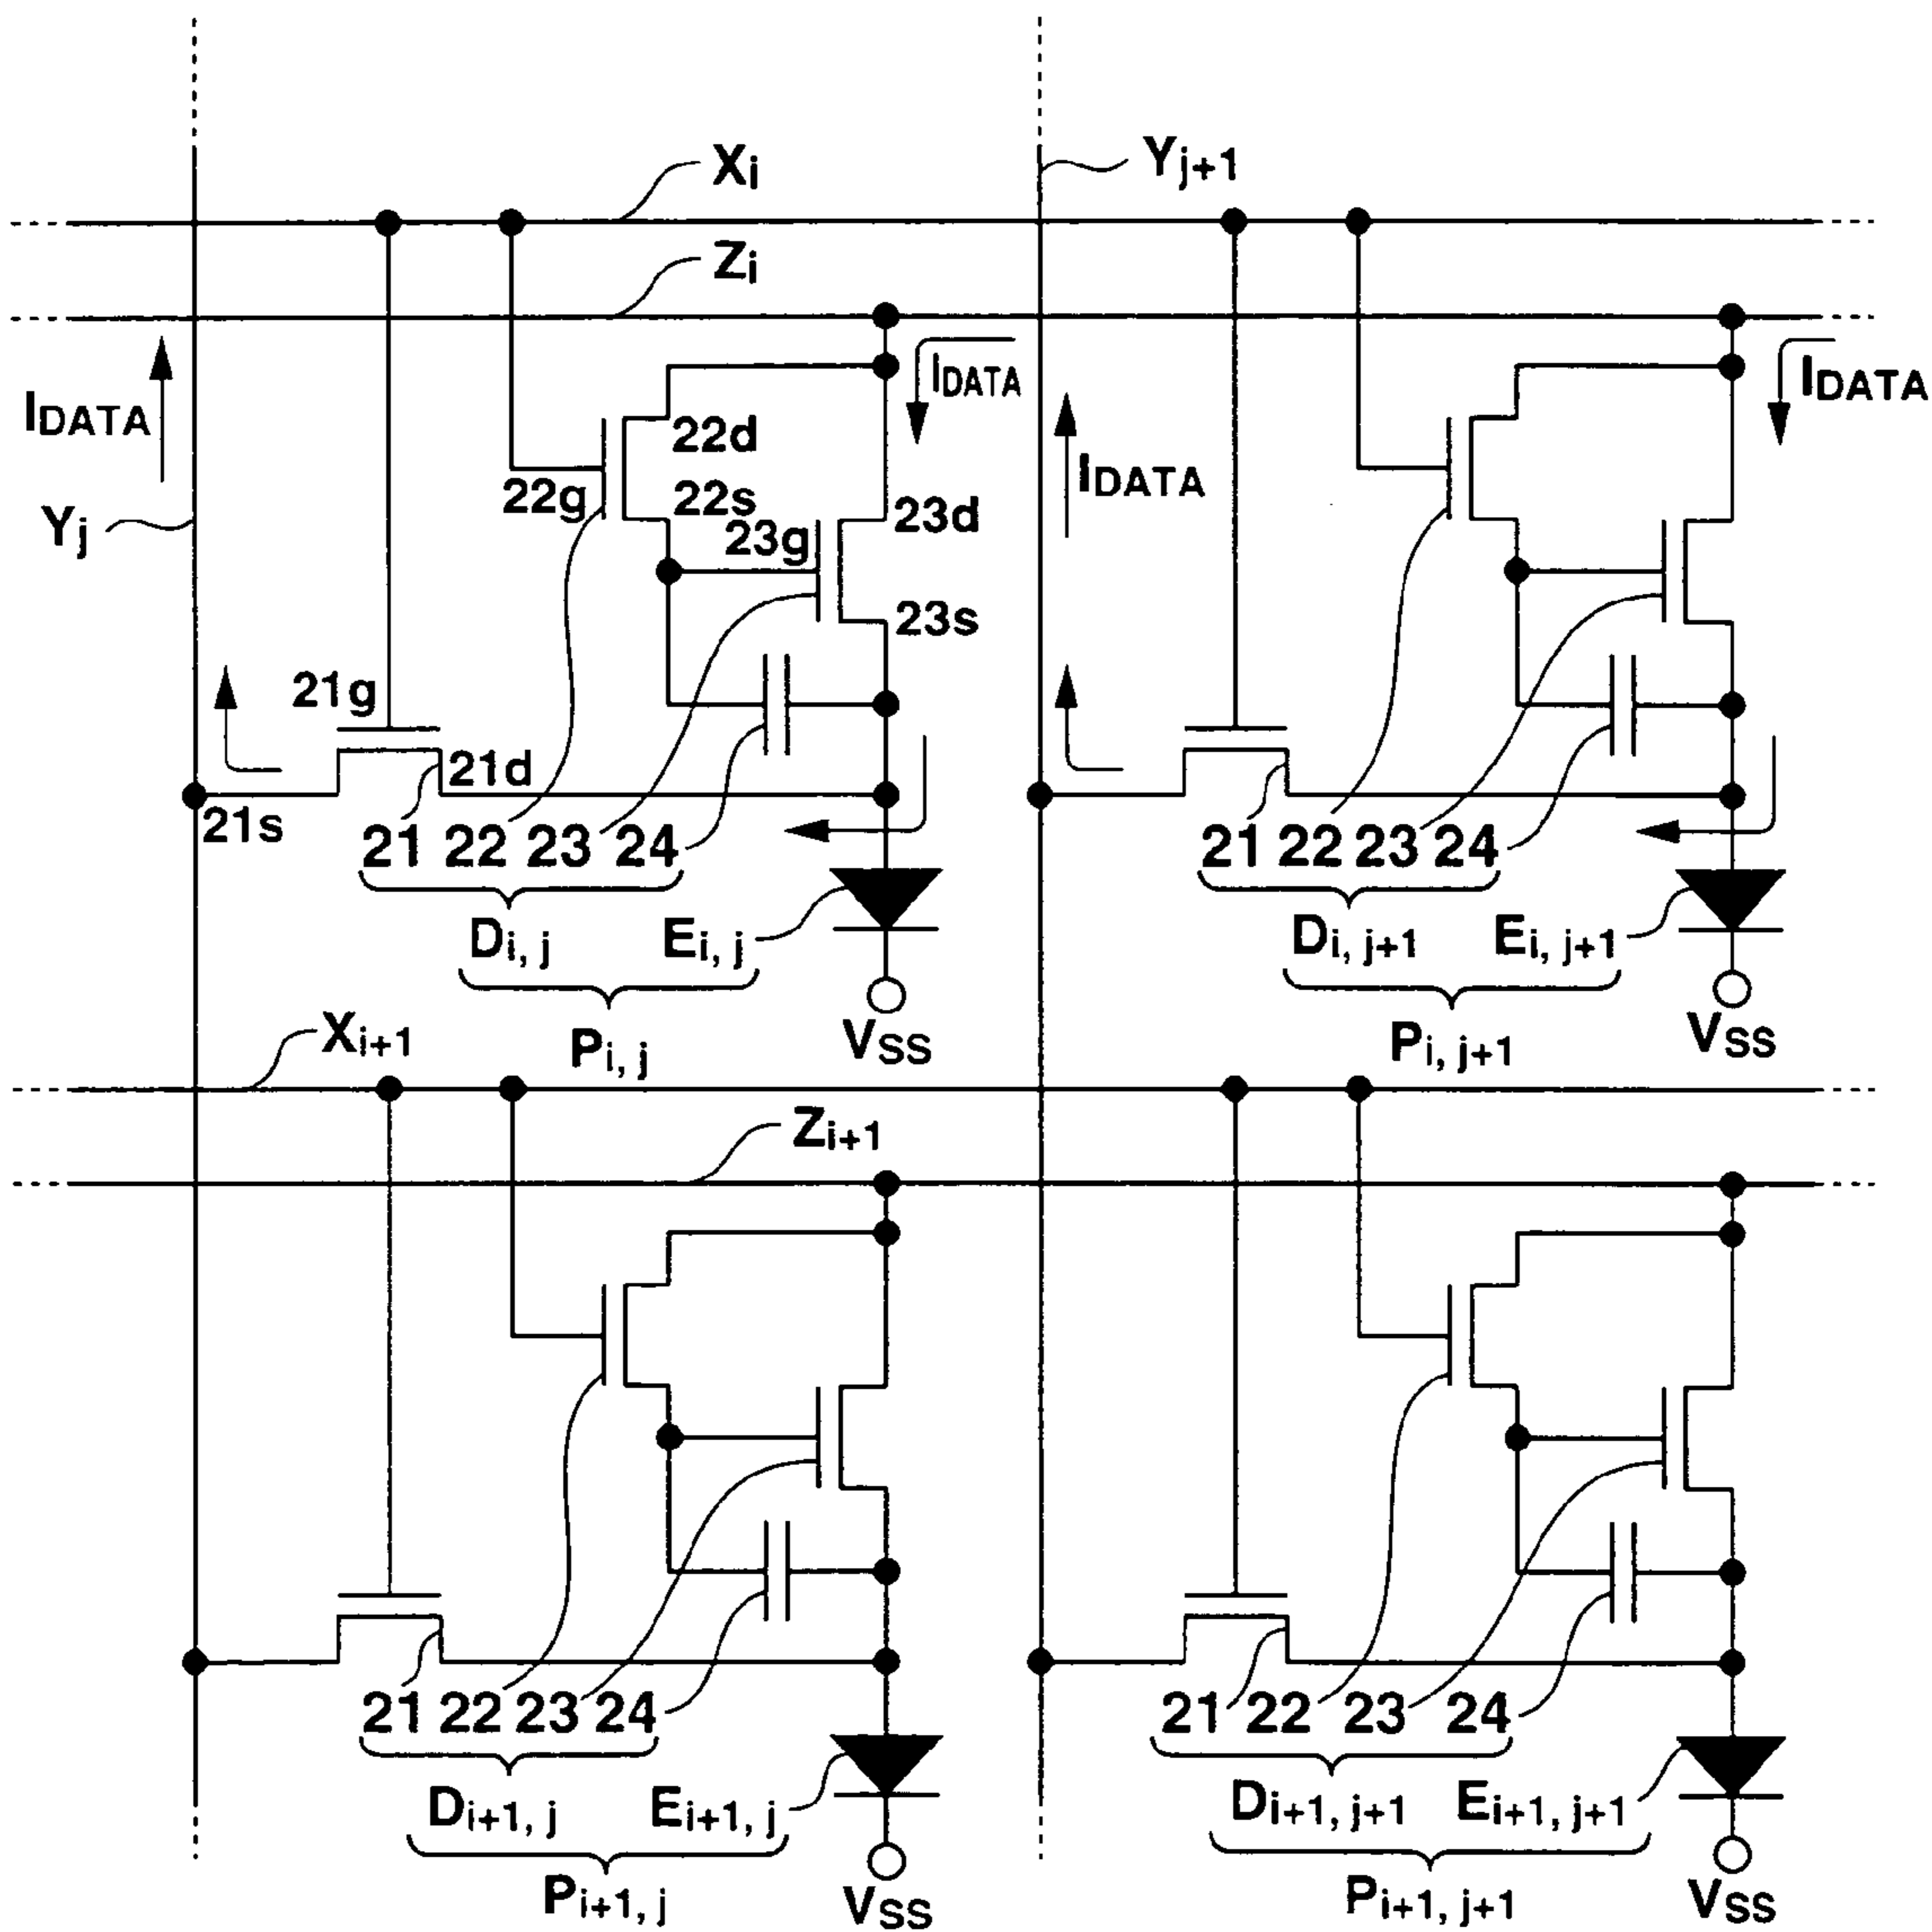 Xi
Yj+1
Zi
IDATA
IDATA
IDATA
IDATA
22d
22g
22s
23d
Yj
23g
23s
21g
21d
21s
21 22 23 24
21 22 23 24
Di, j
Ei, j
Di, j+1
Ei, j+1
Pi, j
VSS
Pi, j+1
VSS
Xi+1
Zi+1
21 22 23 24
21 22 23 24
Di+1, j
Ei+1, j
Di+1, j+1
Ei+1, j+1
Pi+1, j
VSS
Pi+1, j+1
VSS